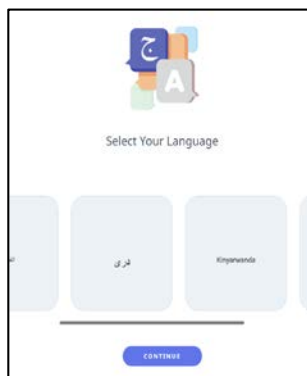 ج
A
Select Your Language
دری
Kinyarwanda
CONTINUE